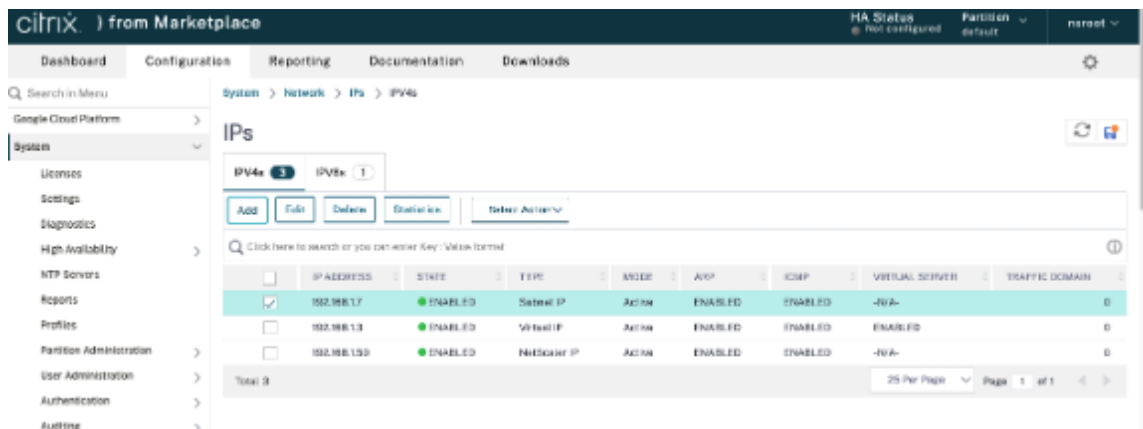 citrix. ) from Marketplace
HA Status
Not configured
Partition
default
nsroot
Dashboard Configuration Reporting Documentation Downloads
Search in Menu
Google Cloud Platform
System
Licenses
Settings
Diagnostics
High Availability
NTP Servers
Reports
Profiles
Partition Administration
User Administration
Authentication
Auditing
System > Network > IPs > IPV4s
IPs
IPV4s 3 IPV6s 1
Add Edit Delete Statistics Select Action
Click here to search or you can enter Key : Value format
IP ADDRESS STATE TYPE MODE ARP ICMP VIRTUAL SERVER TRAFFIC DOMAIN
192.168.1.7 ENABLED Subnet IP Active ENABLED ENABLED -N/A- 0
192.168.1.3 ENABLED Virtual IP Active ENABLED ENABLED ENABLED 0
192.168.1.50 ENABLED NetScaler IP Active ENABLED ENABLED -N/A- 0
Total 3
25 Per Page Page 1 of 1